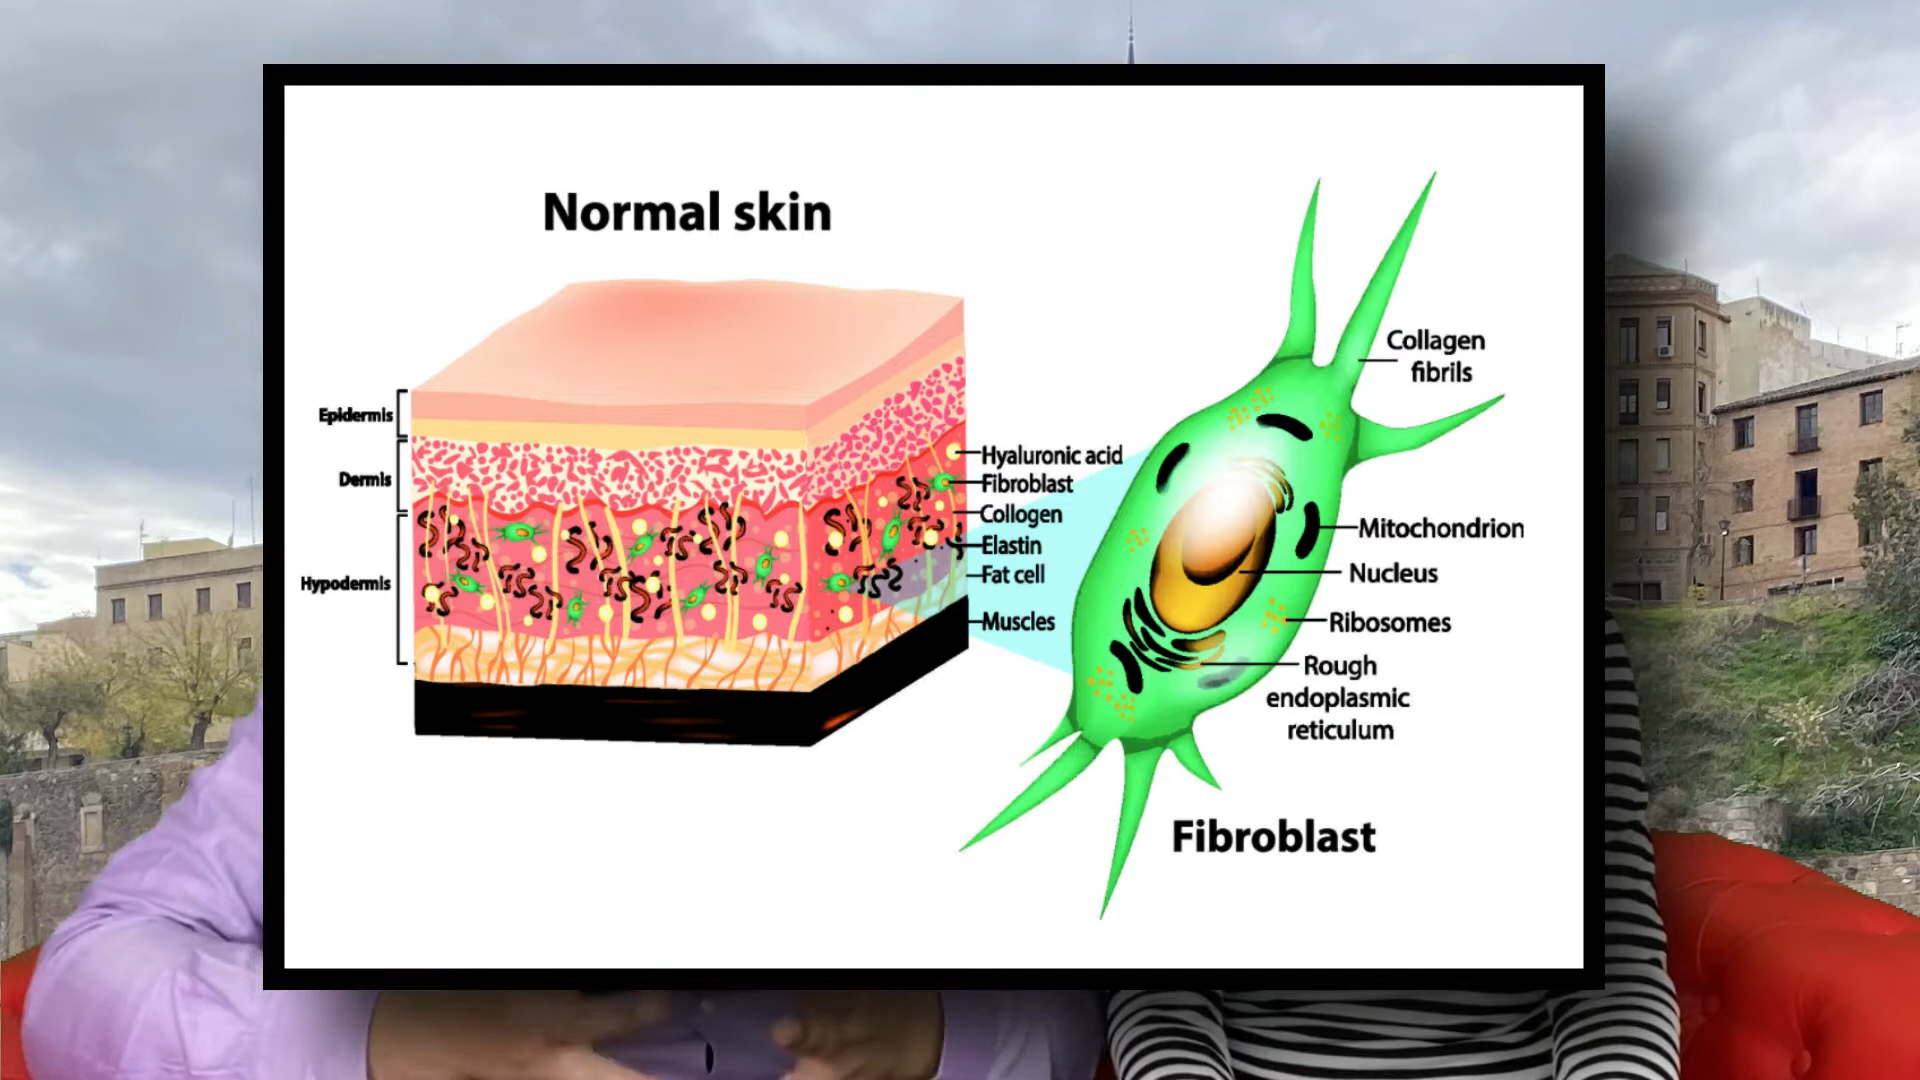 Normal skin
Epidermis
Dermis
Hypodermis
Hyaluronic acid
Fibroblast
Collogen
Elastin
Fat cell
Muscles
Collagen
fibrils
Mitochondrion
Nucleus
Ribosomes
Rough
endoplasmic
reticulum
Fibroblast